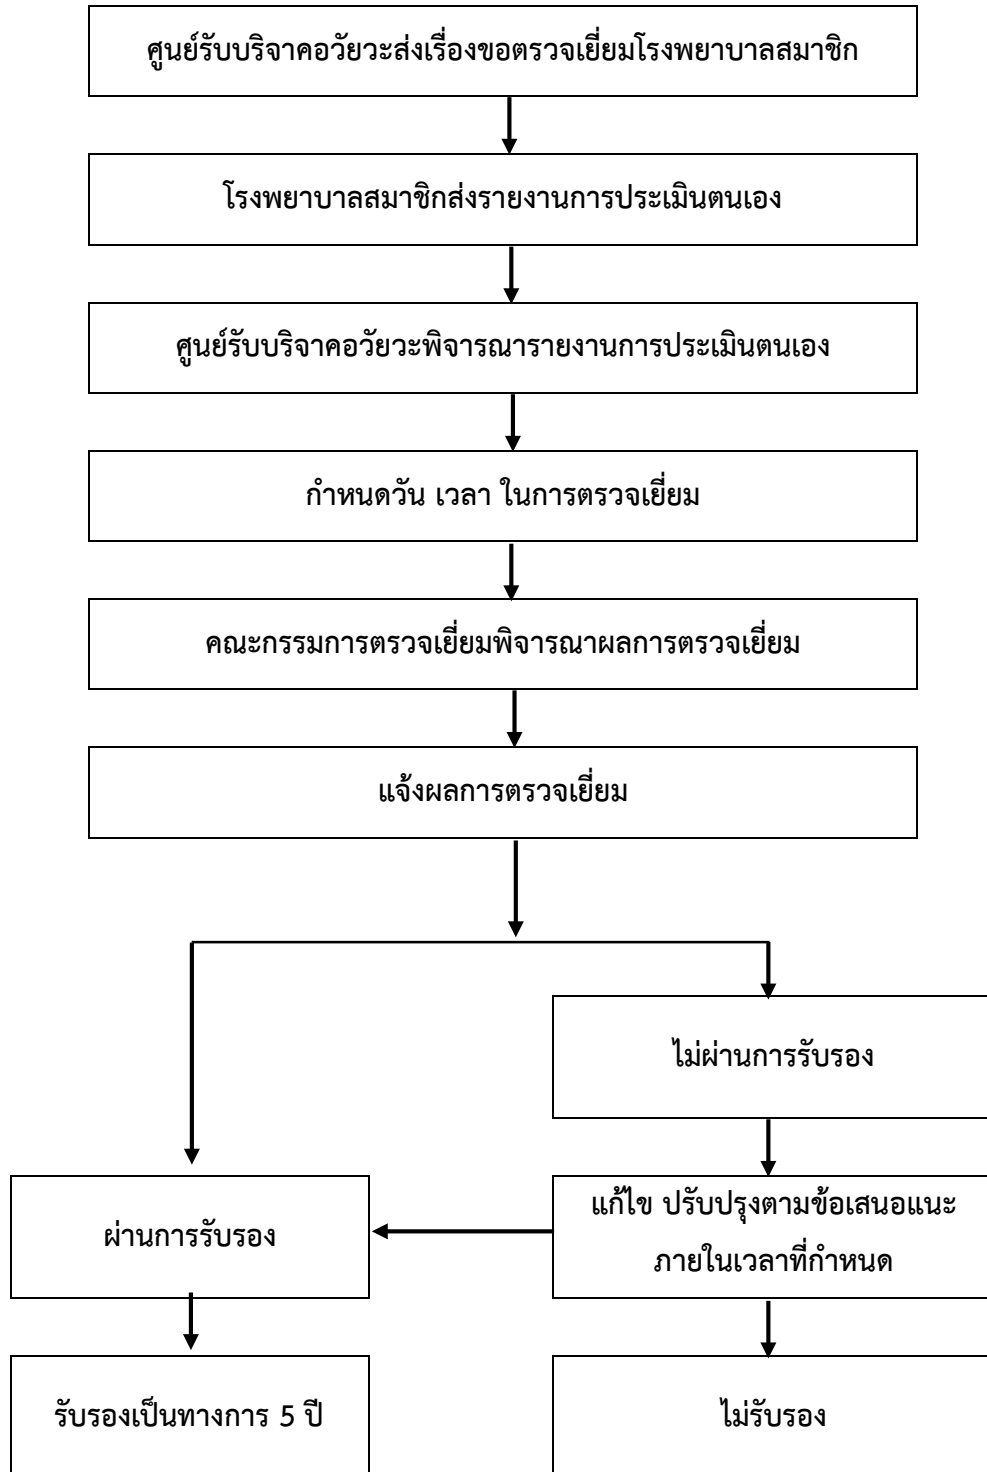 ศูนย์รับบริจาคอวัยวะส่งเรื่องขอตรวจเยี่ยมโรงพยาบาลสมาชิก
โรงพยาบาลสมาชิกส่งรายงานการประเมินตนเอง
ศูนย์รับบริจาคอวัยวะพิจารณารายงานการประเมินตนเอง
กำหนดวัน เวลา ในการตรวจเยี่ยม
คณะกรรมการตรวจเยี่ยมพิจารณาผลการตรวจเยี่ยม
แจ้งผลการตรวจเยี่ยม
ไม่ผ่านการรับรอง
ผ่านการรับรอง
แก้ไข ปรับปรุงตามข้อเสนอแนะ
ภายในเวลาที่กำหนด
รับรองเป็นทางการ 5 ปี
ไม่รับรอง